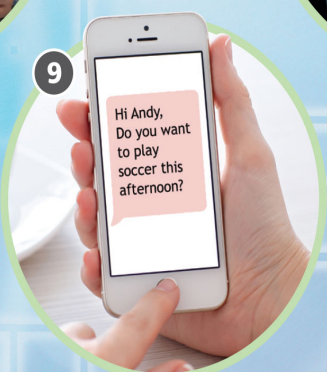 9
Hi Andy,
Do you want
to play
soccer this
afternoon?